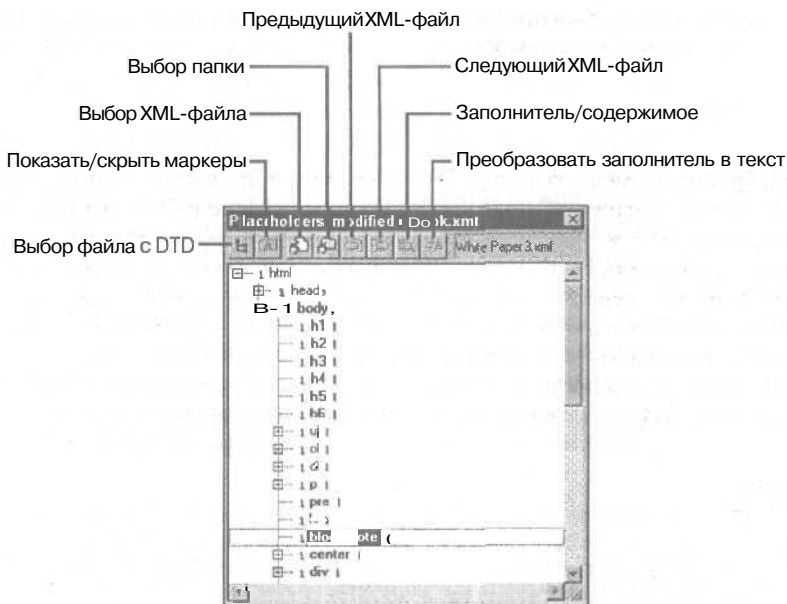 Предыдущий XML-файл
Выбор папки
Следующий XML-файл
Выбор XML-файла
Заполнитель/содержимое
Показать/скрыть маркеры
Преобразовать заполнитель в текст
Выбор файла с DTD
White Paper 3.xml
html
head
body
h1
h2
h3
h4
h5
h6
ol
p
pre
center
div